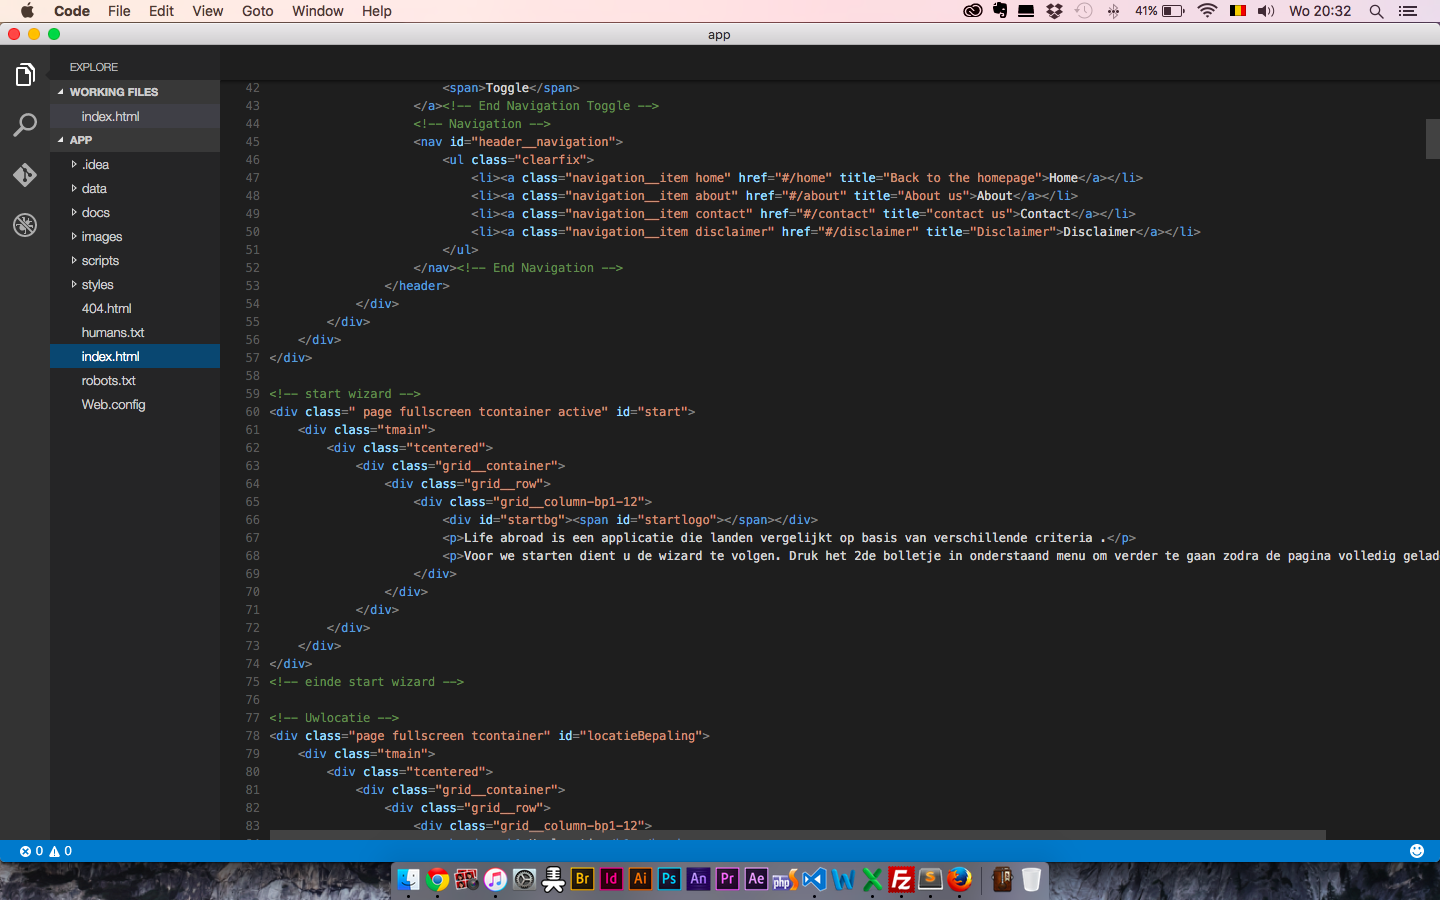 Code File Edit View Goto Window Help 41% Wo 20:32
app
EXPLORE
WORKING FILES
index.html
APP
.idea
data
docs
images
scripts
styles
404.html
humans.txt
index.html
robots.txt
Web.config
42 <span>Toggle</span>
43 </a><!-- End Navigation Toggle -->
44 <!-- Navigation -->
45 <nav id="header__navigation">
46 <ul class="clearfix">
47 <li><a class="navigation__item home" href="#/home" title="Back to the homepage">Home</a></li>
48 <li><a class="navigation__item about" href="#/about" title="About us">About</a></li>
49 <li><a class="navigation__item contact" href="#/contact" title="contact us">Contact</a></li>
50 <li><a class="navigation__item disclaimer" href="#/disclaimer" title="Disclaimer">Disclaimer</a></li>
51 </ul>
52 </nav><!-- End Navigation -->
53 </header>
54 </div>
55 </div>
56 </div>
57 </div>
58
59 <!-- start wizard -->
60 <div class=" page fullscreen tcontainer active" id="start">
61 <div class="tmain">
62 <div class="tcentered">
63 <div class="grid__container">
64 <div class="grid__row">
65 <div class="grid__column-bp1-12">
66 <div id="startbg"><span id="startlogo"></span></div>
67 <p>Life abroad is een applicatie die landen vergelijkt op basis van verschillende criteria .</p>
68 <p>Voor we starten dient u de wizard te volgen. Druk het 2de bolletje in onderstaand menu om verder te gaan zodra de pagina volledig gelad
69 </div>
70 </div>
71 </div>
72 </div>
73 </div>
74 </div>
75 <!-- einde start wizard -->
76
77 <!-- Uwlocatie -->
78 <div class="page fullscreen tcontainer" id="locatieBepaling">
79 <div class="tmain">
80 <div class="tcentered">
81 <div class="grid__container">
82 <div class="grid__row">
83 <div class="grid__column-bp1-12">
0 0
Br Id Ai Ps An Pr Ae php W X Fz S